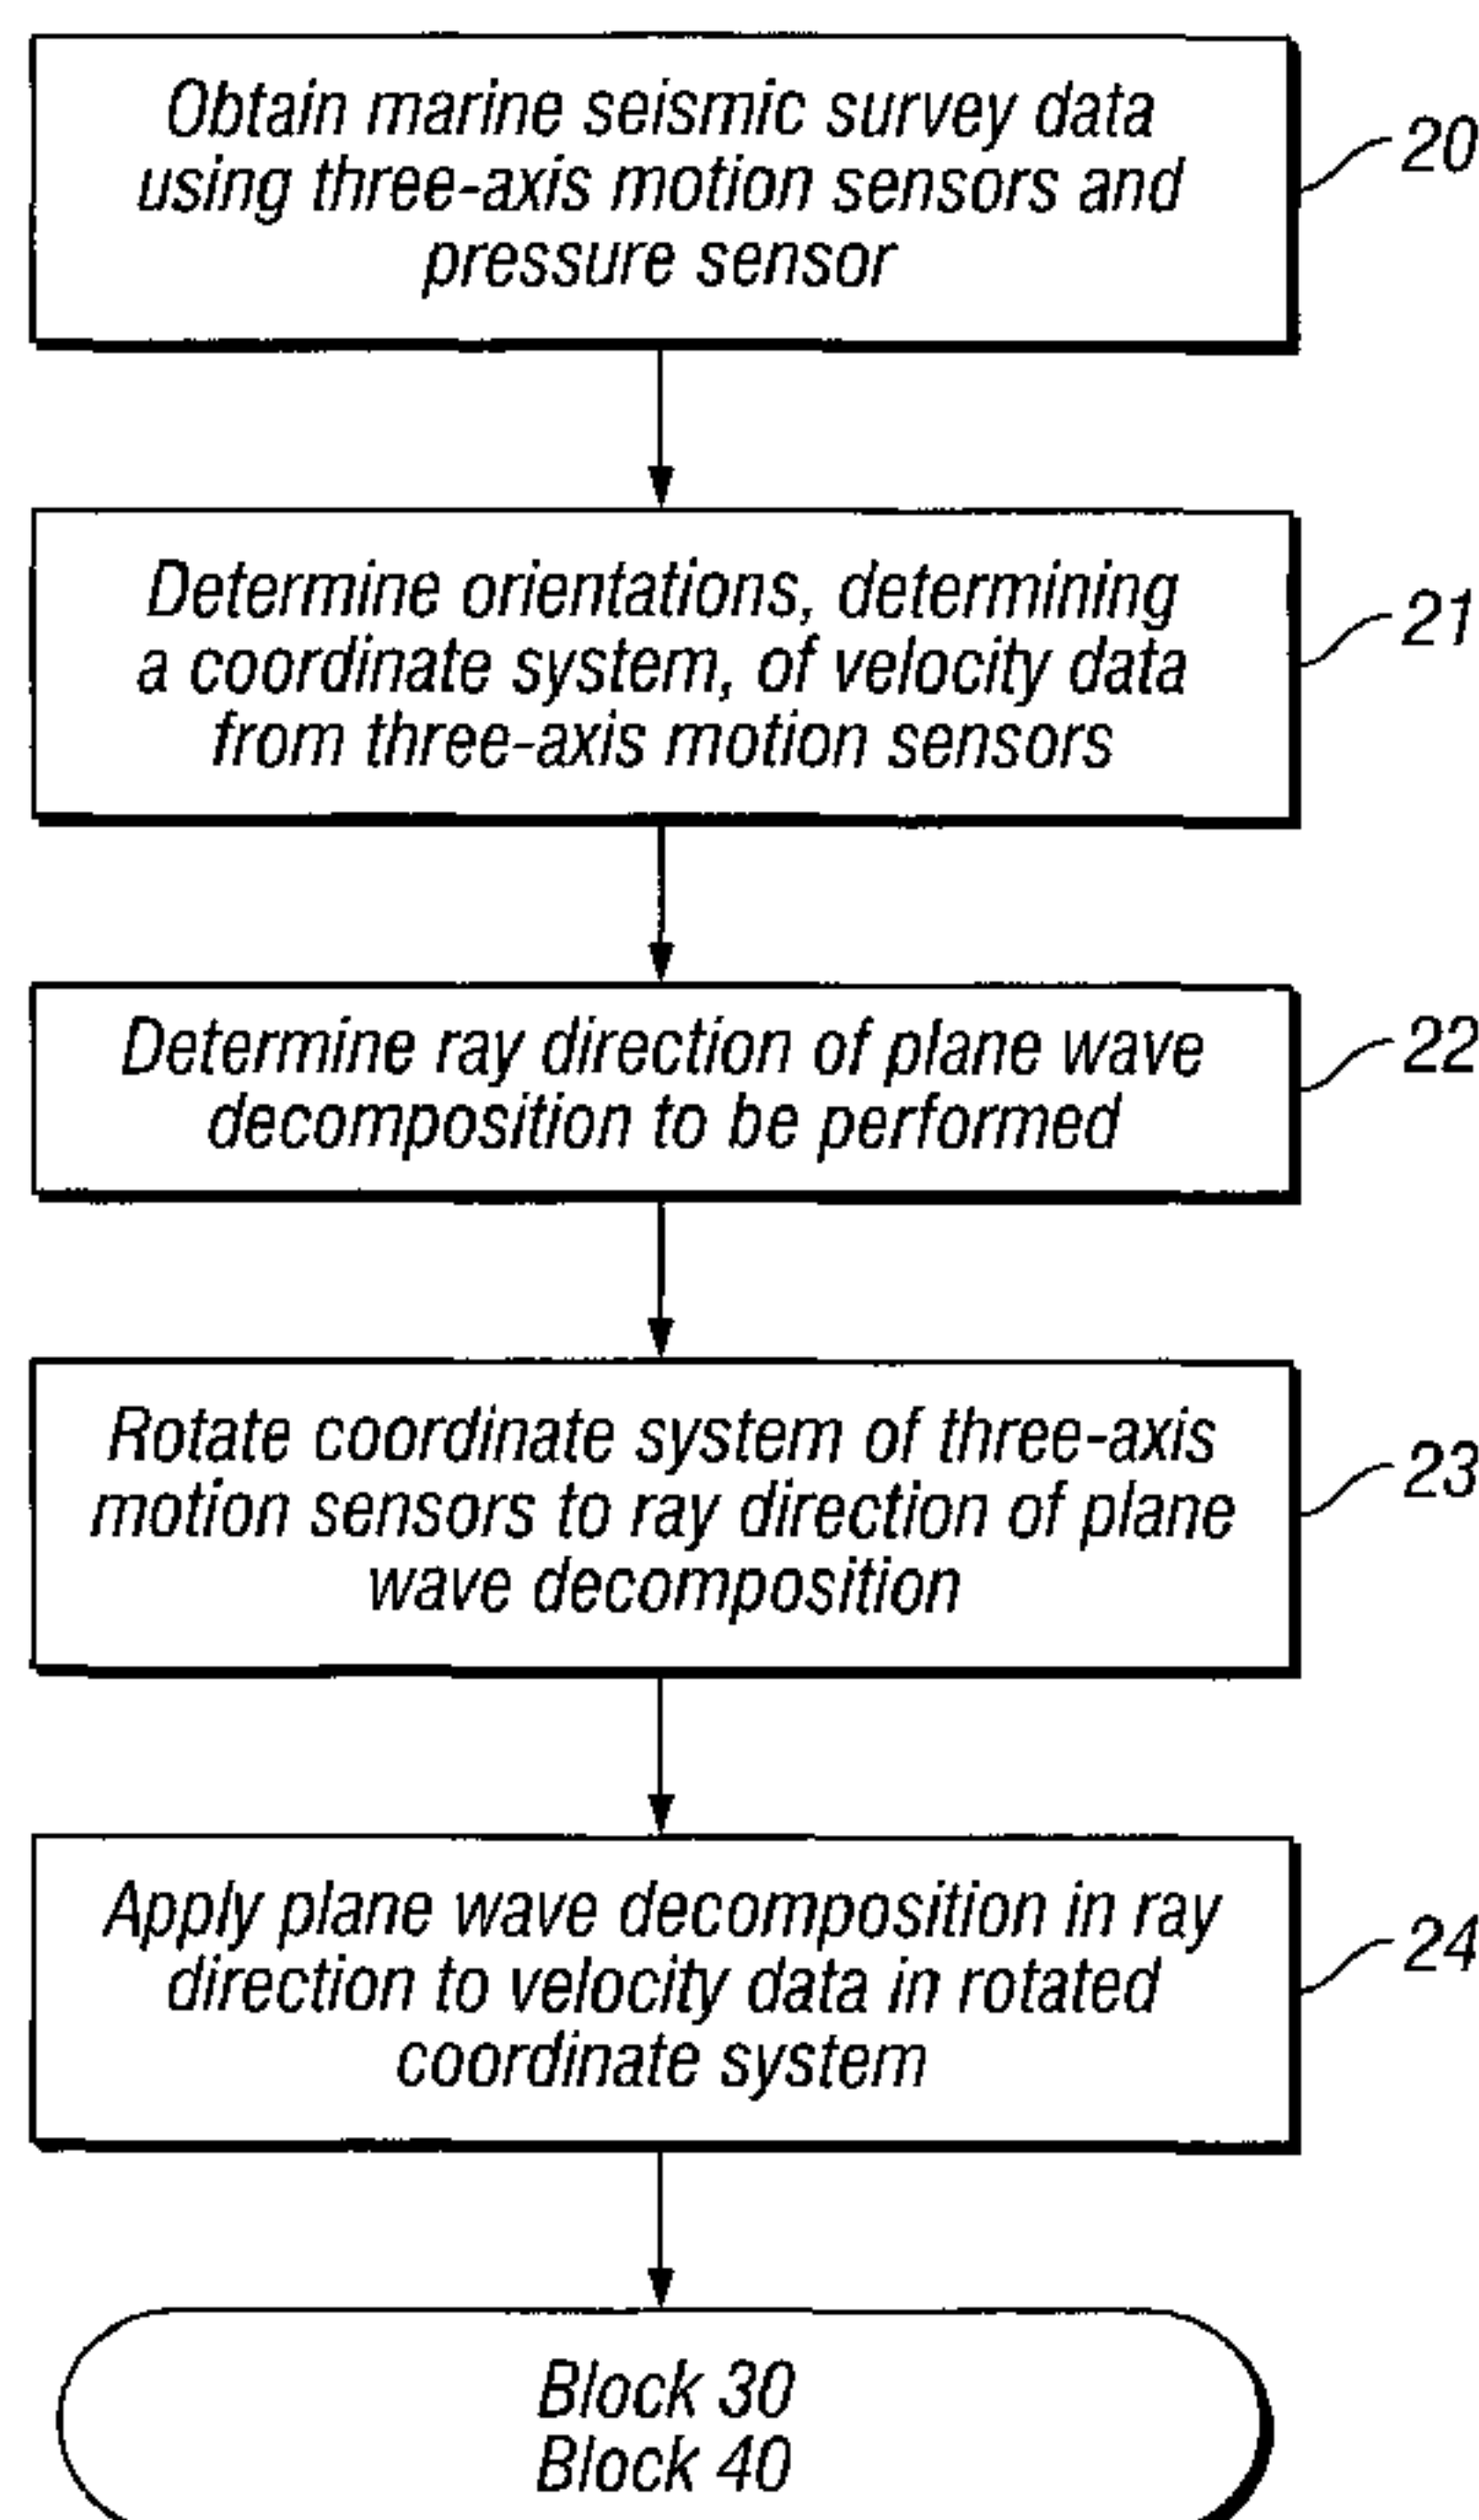 Obtain marine seismic survey data
using three-axis motion sensors and
pressure sensor
20
Determine orientations, determining
a coordinate system, of velocity data
from three-axis motion sensors
21
Determine ray direction of plane wave
decomposition to be performed
22
Rotate coordinate system of three-axis
motion sensors to ray direction of plane
wave decomposition
23
Apply plane wave decomposition in ray
direction to velocity data in rotated
coordinate system
24
Block 30
Block 40